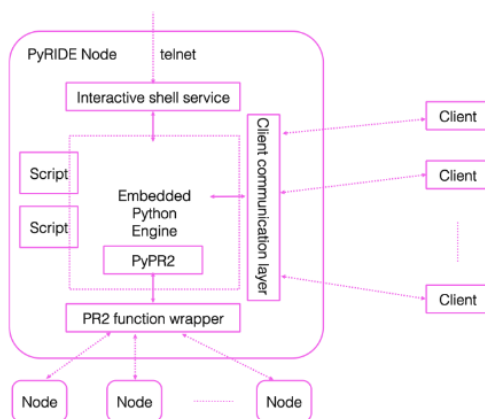 PyRIDE Node
telnet
Interactive shell service
Client communication layer
Client
Script
Client
Embedded
Python
Engine
Script
PyPR2
Client
PR2 function wrapper
Node
Node
Node